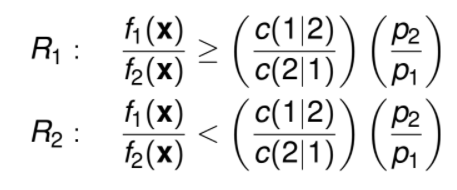 R₁ : f₁(x)/f₂(x) ≥ (c(1|2)/c(2|1)) (p₂/p₁)
R₂ : f₁(x)/f₂(x) < (c(1|2)/c(2|1)) (p₂/p₁)